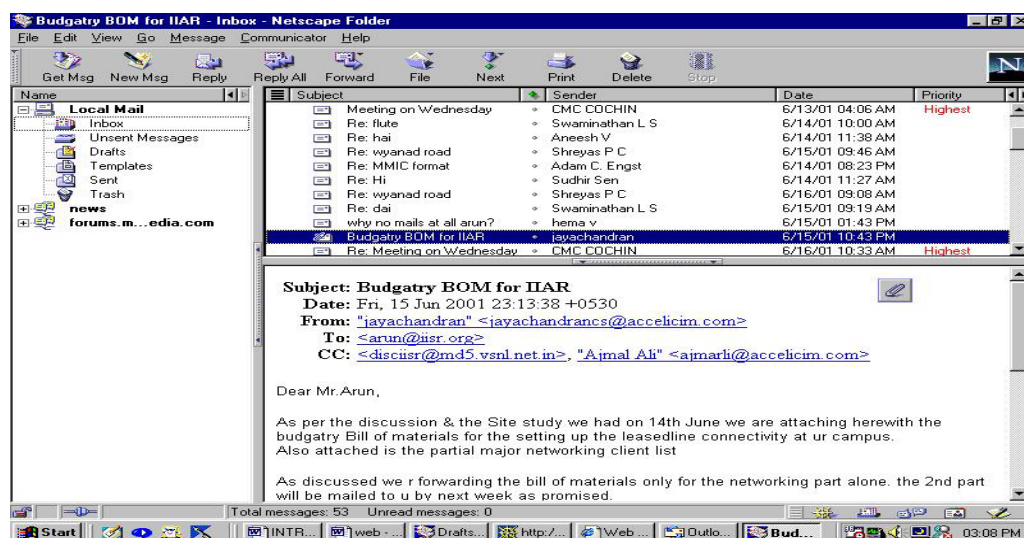 Budgatry BOM for IIAR - Inbox - Netscape Folder
File Edit View Go Message Communicator Help
Get Msg New Msg Reply Reply All Forward File Next Print Delete Stop
N
Name Subject Sender Date Priority
Local Mail
Inbox
Unsent Messages
Drafts
Templates
Sent
Trash
news
forums.m...edia.com
Meeting on Wednesday CMC COCHIN 6/13/01 04:06 AM Highest
Re: flute Swaminathan L S 6/14/01 10:00 AM
Re: hai Aneesh V 6/14/01 11:38 AM
Re: wyanad road Shreyas P C 6/15/01 09:46 AM
Re: MMIC format Adam C. Engst 6/14/01 08:23 PM
Re: Hi Sudhir Sen 6/14/01 11:27 AM
Re: wyanad road Shreyas P C 6/16/01 09:08 AM
Re: dai Swaminathan L S 6/15/01 09:19 AM
why no mails at all arun? hema v 6/15/01 01:43 PM
Budgatry BOM for IIAR jayachandran 6/15/01 10:43 PM
Re: Meeting on Wednesday CMC COCHIN 6/16/01 10:33 AM Highest
Subject: Budgatry BOM for IIAR
Date: Fri, 15 Jun 2001 23:13:38 +0530
From: "jayachandran" <jayachandrancs@accelicim.com>
To: <arun@iisr.org>
CC: <disciisr@md5.vsnl.net.in>, "Ajmal Ali" <ajmarli@accelicim.com>
Dear Mr.Arun,
As per the discussion & the Site study we had on 14th June we are attaching herewith the
budgatry Bill of materials for the setting up the leasedline connectivity at ur campus.
Also attached is the partial major networking client list
As discussed we r forwarding the bill of materials only for the networking part alone. the 2nd part
will be mailed to u by next week as promised.
Total messages: 53 Unread messages: 0
Start INTR... web - ... Drafts... http:/... Web ... Outlo... Bud... 03:08 PM